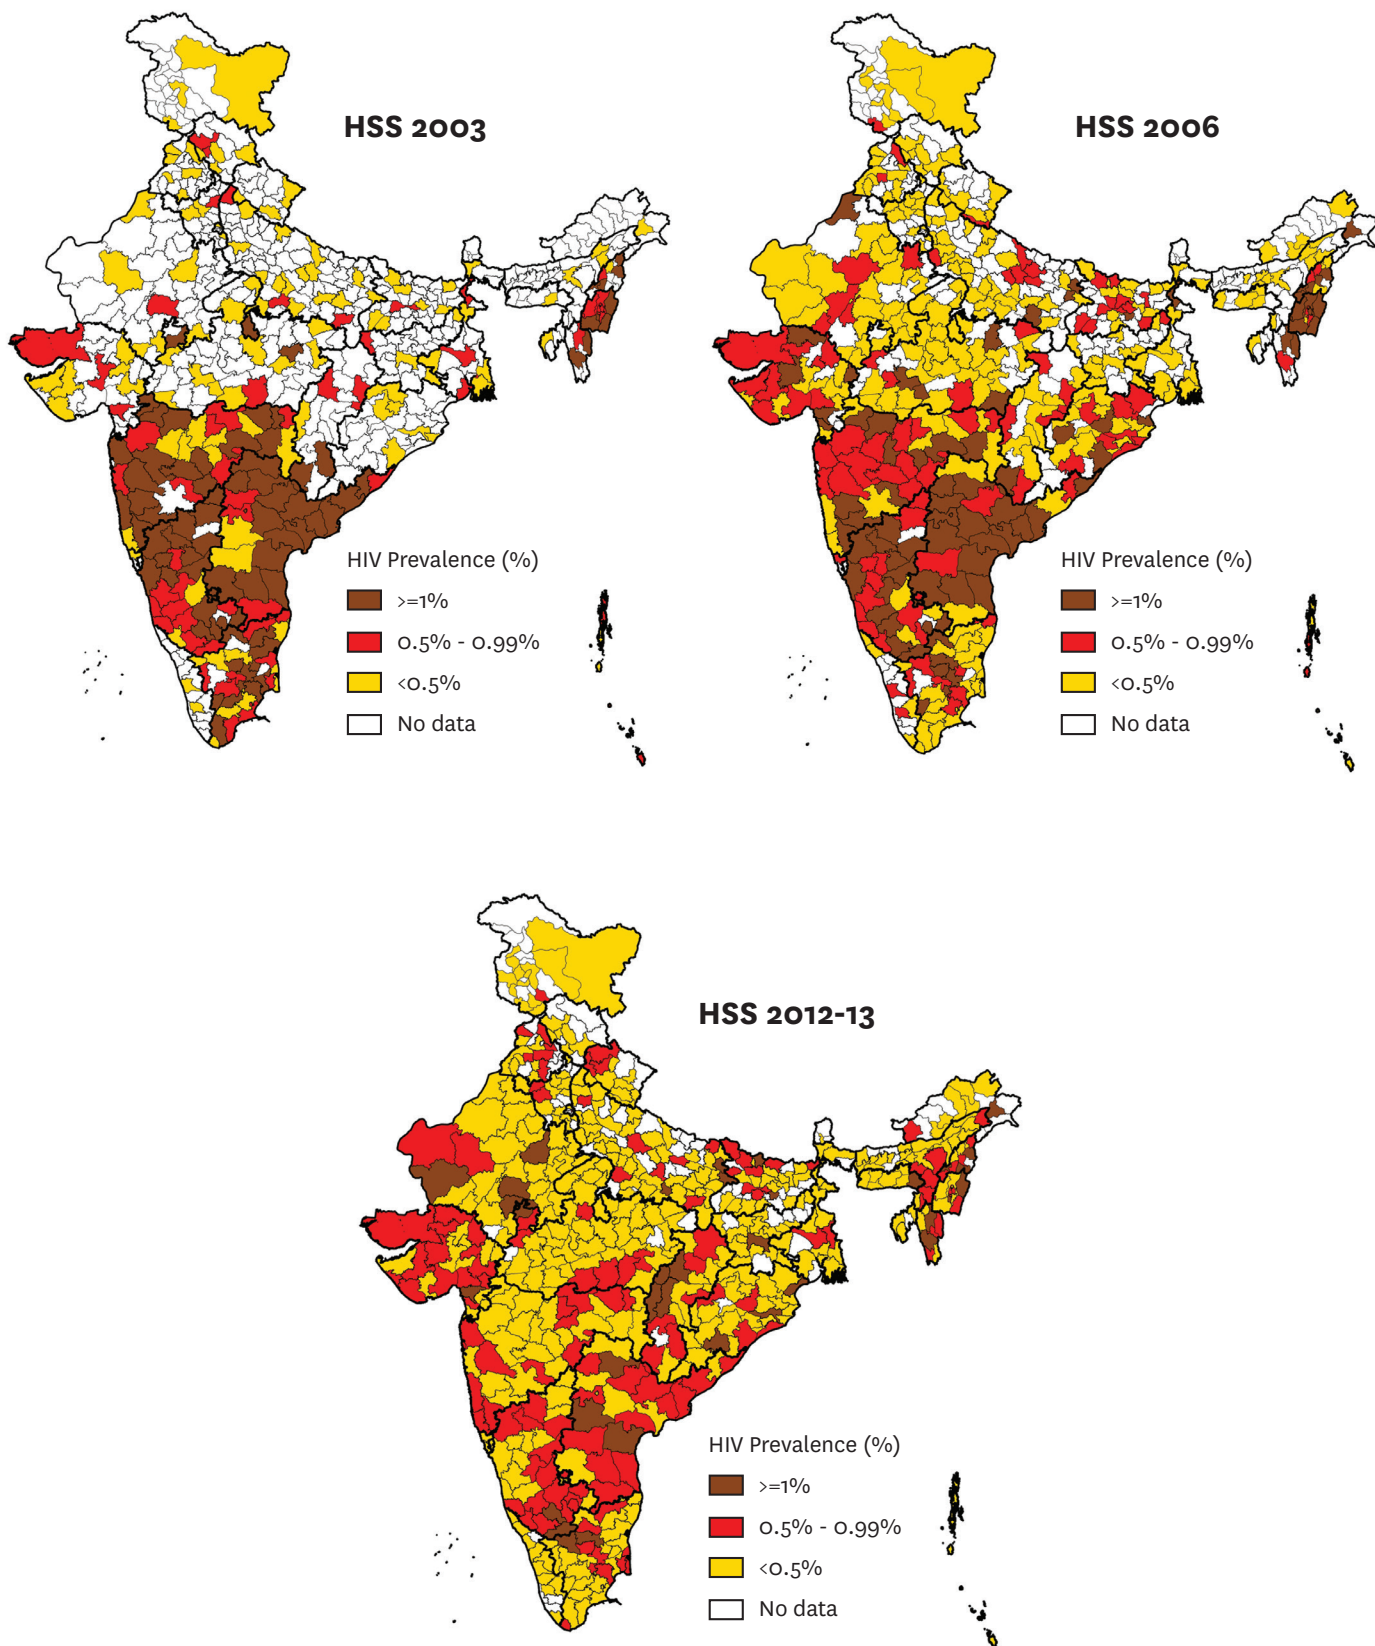 HSS 2003
HIV Prevalence (%)
>=1%
0.5% - 0.99%
<0.5%
No data
HSS 2006
HIV Prevalence (%)
>=1%
0.5% - 0.99%
<0.5%
No data
HSS 2012-13
HIV Prevalence (%)
>=1%
0.5% - 0.99%
<0.5%
No data